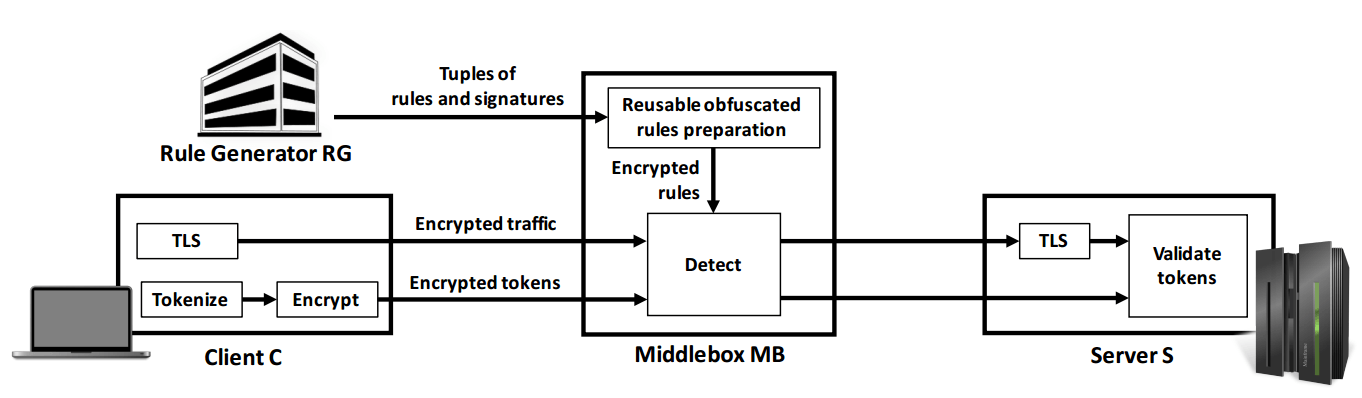 Tuples of
rules and signatures
Rule Generator RG
Reusable obfuscated
rules preparation
Encrypted
rules
TLS
Encrypted traffic
Tokenize
Encrypt
Encrypted tokens
Detect
TLS
Validate
tokens
Client C
Middlebox MB
Server S